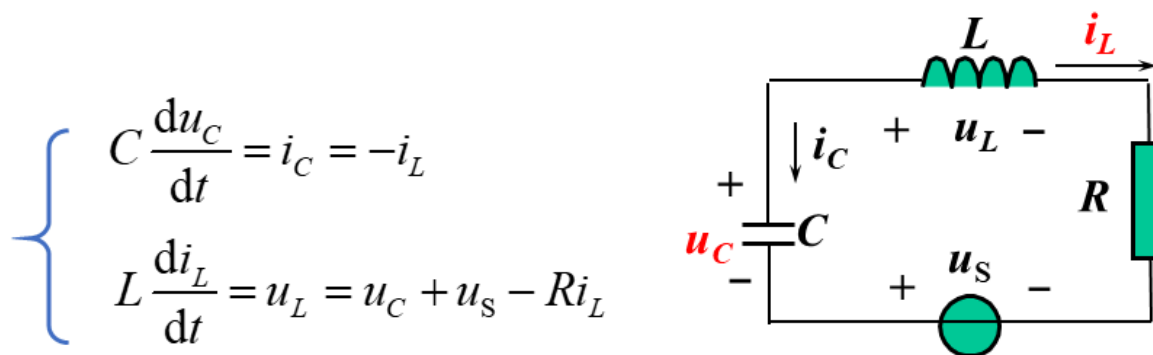 C du_C/dt = i_C = -i_L
L di_L/dt = u_L = u_C + u_S - Ri_L
L
i_L
+ u_L -
i_C
+
u_C
C
-
R
u_S
+ -